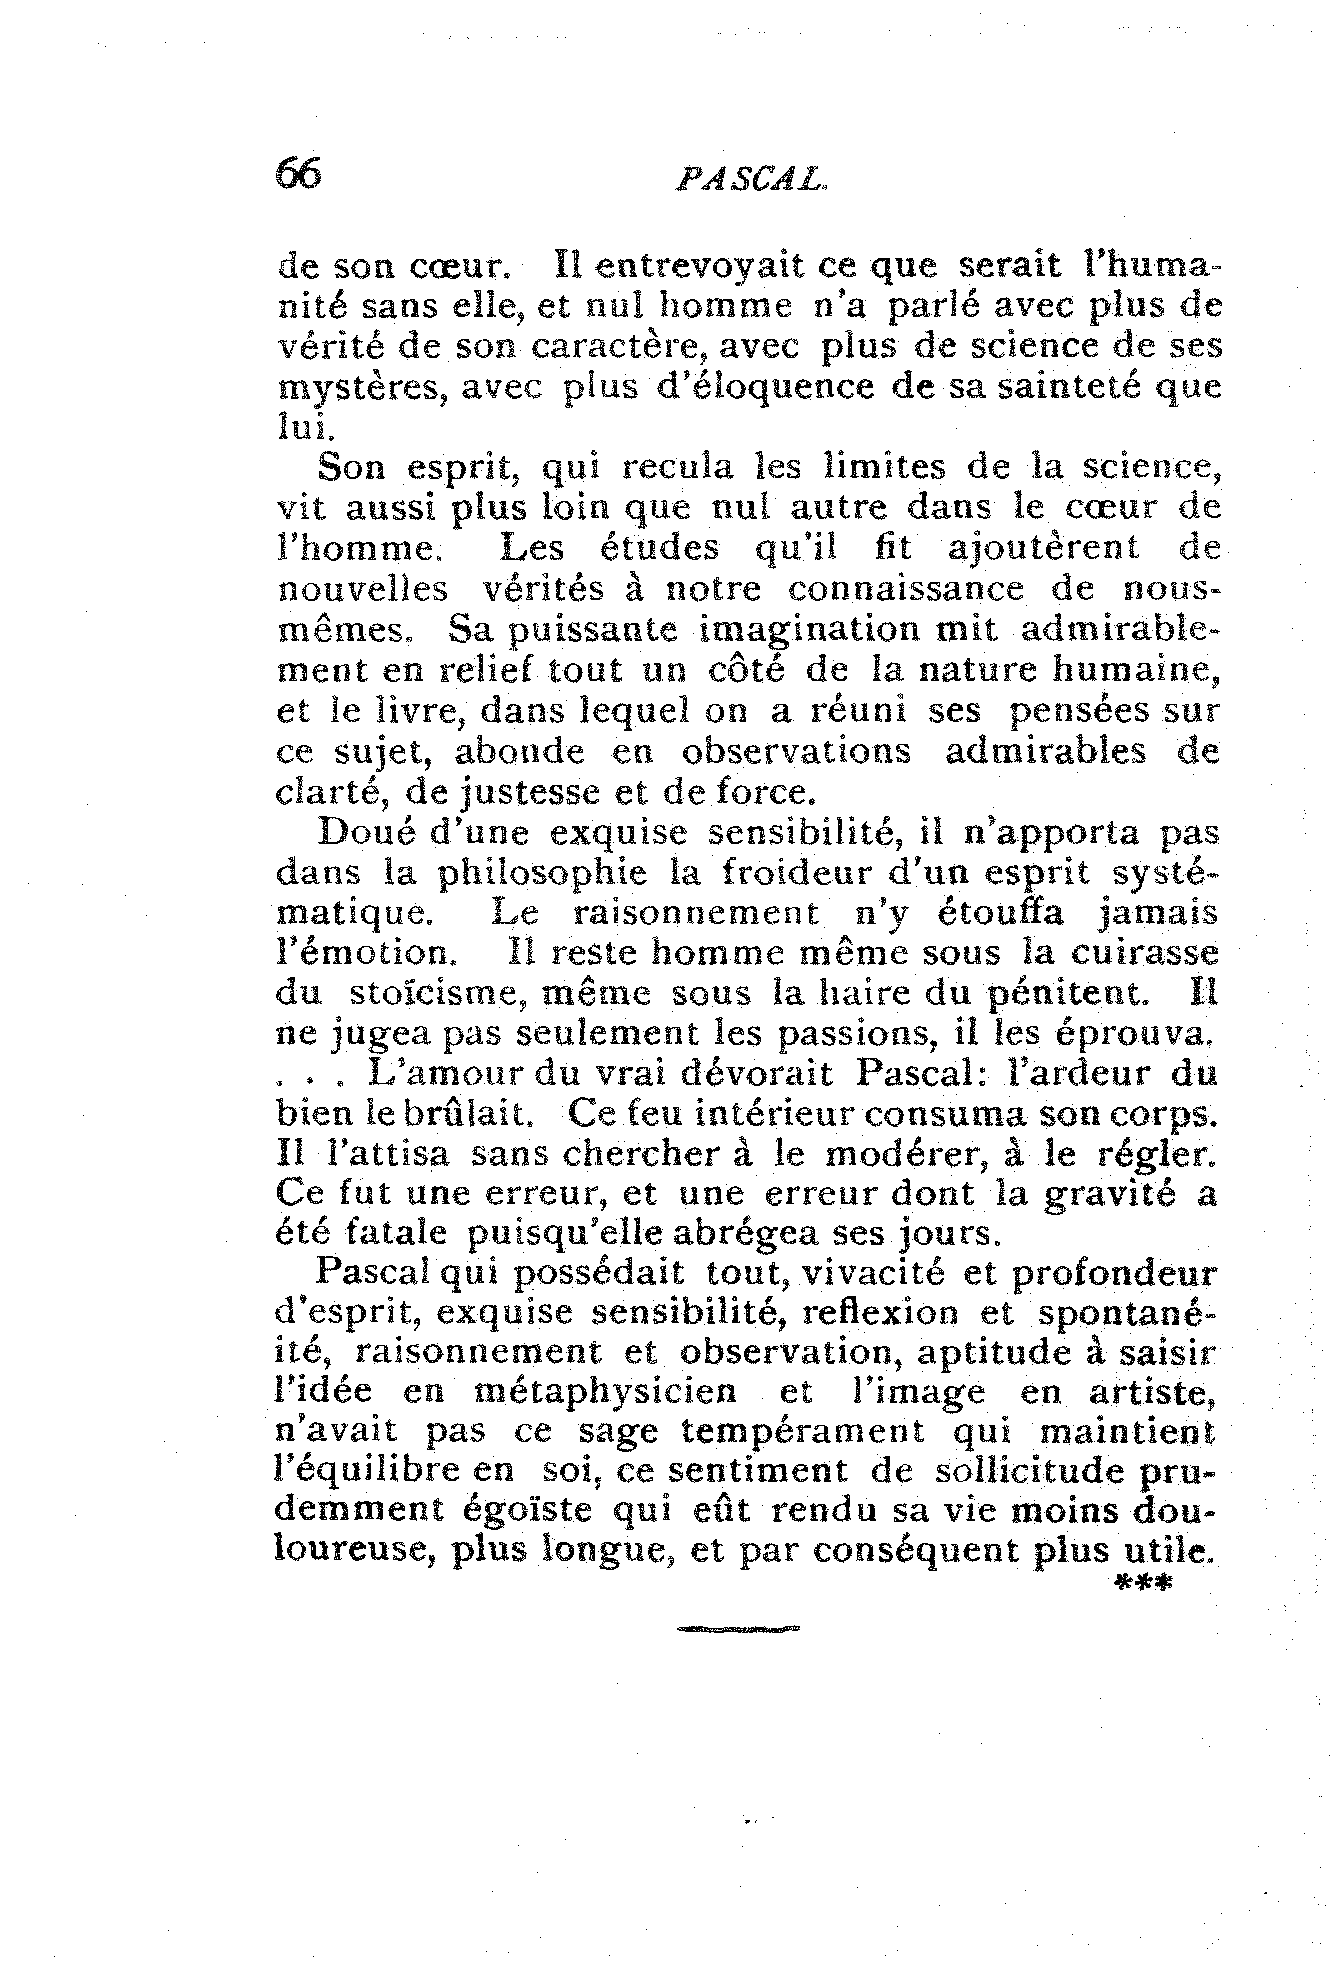 66 PASCAL.
de son cœur. Il entrevoyait ce que serait l'huma-
nité sans elle, et nul homme n'a parlé avec plus de
vérité de son caractère, avec plus de science de ses
mystères, avec plus d'éloquence de sa sainteté que
lui.
Son esprit, qui recula les limites de la science,
vit aussi plus loin que nul autre dans le cœur de
l'homme. Les études qu'il fit ajoutèrent de
nouvelles vérités à notre connaissance de nous-
mêmes. Sa puissante imagination mit admirable-
ment en relief tout un côté de la nature humaine,
et le livre, dans lequel on a réuni ses pensées sur
ce sujet, abonde en observations admirables de
clarté, de justesse et de force.
Doué d'une exquise sensibilité, il n'apporta pas
dans la philosophie la froideur d'un esprit systé-
matique. Le raisonnement n'y étouffa jamais
l'émotion. Il reste homme même sous la cuirasse
du stoïcisme, même sous la haire du pénitent. Il
ne jugea pas seulement les passions, il les éprouva.
. . . L'amour du vrai dévorait Pascal: l'ardeur du
bien le brûlait. Ce feu intérieur consuma son corps.
Il l'attisa sans chercher à le modérer, à le régler.
Ce fut une erreur, et une erreur dont la gravité a
été fatale puisqu'elle abrégea ses jours.
Pascal qui possédait tout, vivacité et profondeur
d'esprit, exquise sensibilité, reflexion et spontané-
ité, raisonnement et observation, aptitude à saisir
l'idée en métaphysicien et l'image en artiste,
n'avait pas ce sage tempérament qui maintient
l'équilibre en soi, ce sentiment de sollicitude pru-
demment égoïste qui eût rendu sa vie moins dou-
loureuse, plus longue, et par conséquent plus utile.
***